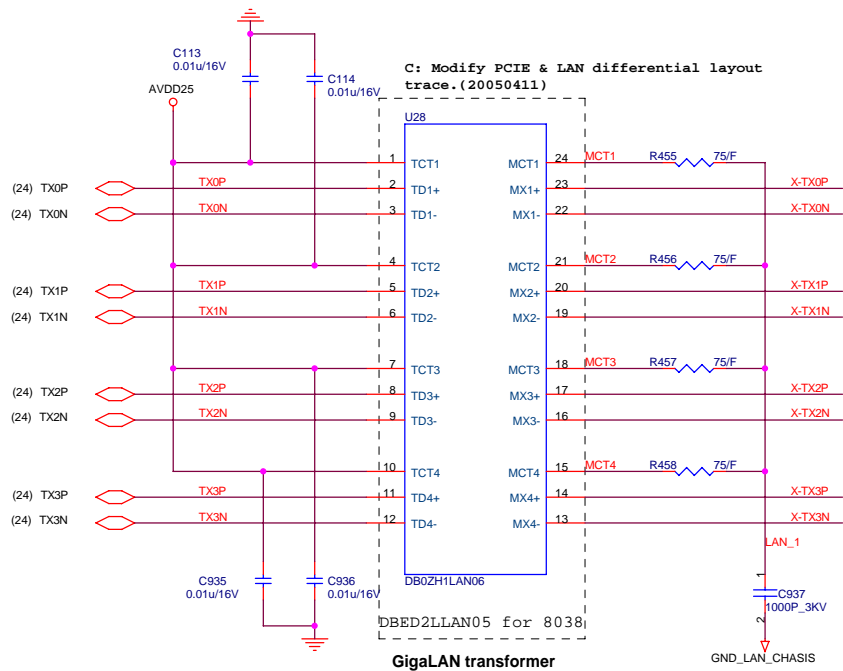 C113
0.01u/16V
C114
0.01u/16V
AVDD25
C: Modify PCIE & LAN differential layout
trace.(20050411)
U28
1 TCT1 MCT1 24 MCT1 R455 75/F
(24) TX0P TX0P 2 TD1+ MX1+ 23 X-TX0P
(24) TX0N TX0N 3 TD1- MX1- 22 X-TX0N
4 TCT2 MCT2 21 MCT2 R456 75/F
(24) TX1P TX1P 5 TD2+ MX2+ 20 X-TX1P
(24) TX1N TX1N 6 TD2- MX2- 19 X-TX1N
7 TCT3 MCT3 18 MCT3 R457 75/F
(24) TX2P TX2P 8 TD3+ MX3+ 17 X-TX2P
(24) TX2N TX2N 9 TD3- MX3- 16 X-TX2N
10 TCT4 MCT4 15 MCT4 R458 75/F
(24) TX3P TX3P 11 TD4+ MX4+ 14 X-TX3P
(24) TX3N TX3N 12 TD4- MX4- 13 X-TX3N
LAN_1
C935
0.01u/16V
C936
0.01u/16V
DB0ZH1LAN06
1
C937
1000P_3KV
2
DBED2LLAN05 for 8038
GND_LAN_CHASIS
GigaLAN transformer